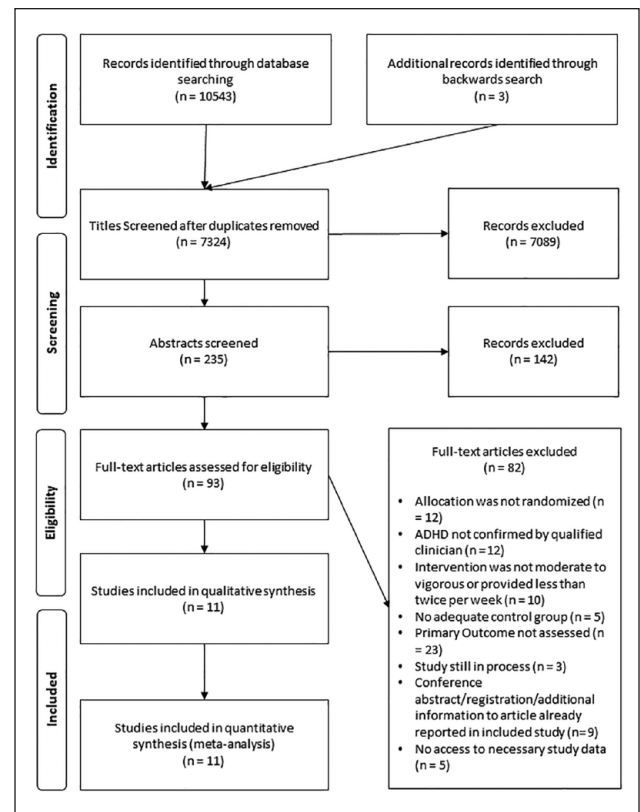 Identification
Records identified through database
searching
(n = 10543)
Additional records identified through
backwards search
(n = 3)
Titles Screened after duplicates removed
(n = 7324)
Records excluded
(n = 7089)
Screening
Abstracts screened
(n = 235)
Records excluded
(n = 142)
Eligibility
Full-text articles assessed for eligibility
(n = 93)
Full-text articles excluded
(n = 82)
• Allocation was not randomized (n
= 12)
• ADHD not confirmed by qualified
clinician (n =12)
• Intervention was not moderate to
vigorous or provided less than
twice per week (n = 10)
• No adequate control group (n = 5)
• Primary Outcome not assessed (n
= 23)
• Study still in process (n = 3)
• Conference
abstract/registration/additional
information to article already
reported in included study (n= 9)
• No access to necessary study data
(n = 5)
Studies included in qualitative synthesis
(n = 11)
Included
Studies included in quantitative
synthesis (meta-analysis)
(n = 11)